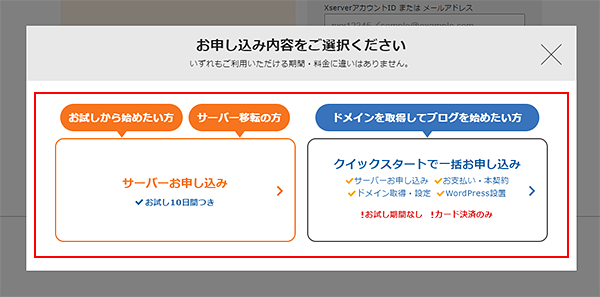 XserverアカウントID または メールアドレス
お申し込み内容をご選択ください
いずれもご利用いただける期間・料金に違いはありません。
お試しから始めたい方 サーバー移転の方
サーバーお申し込み
お試し10日間つき
ドメインを取得してブログを始めたい方
クイックスタートで一括お申し込み
サーバーお申し込み お支払い・本契約
ドメイン取得・設定 WordPress設置
!お試し期間なし !カード決済のみ